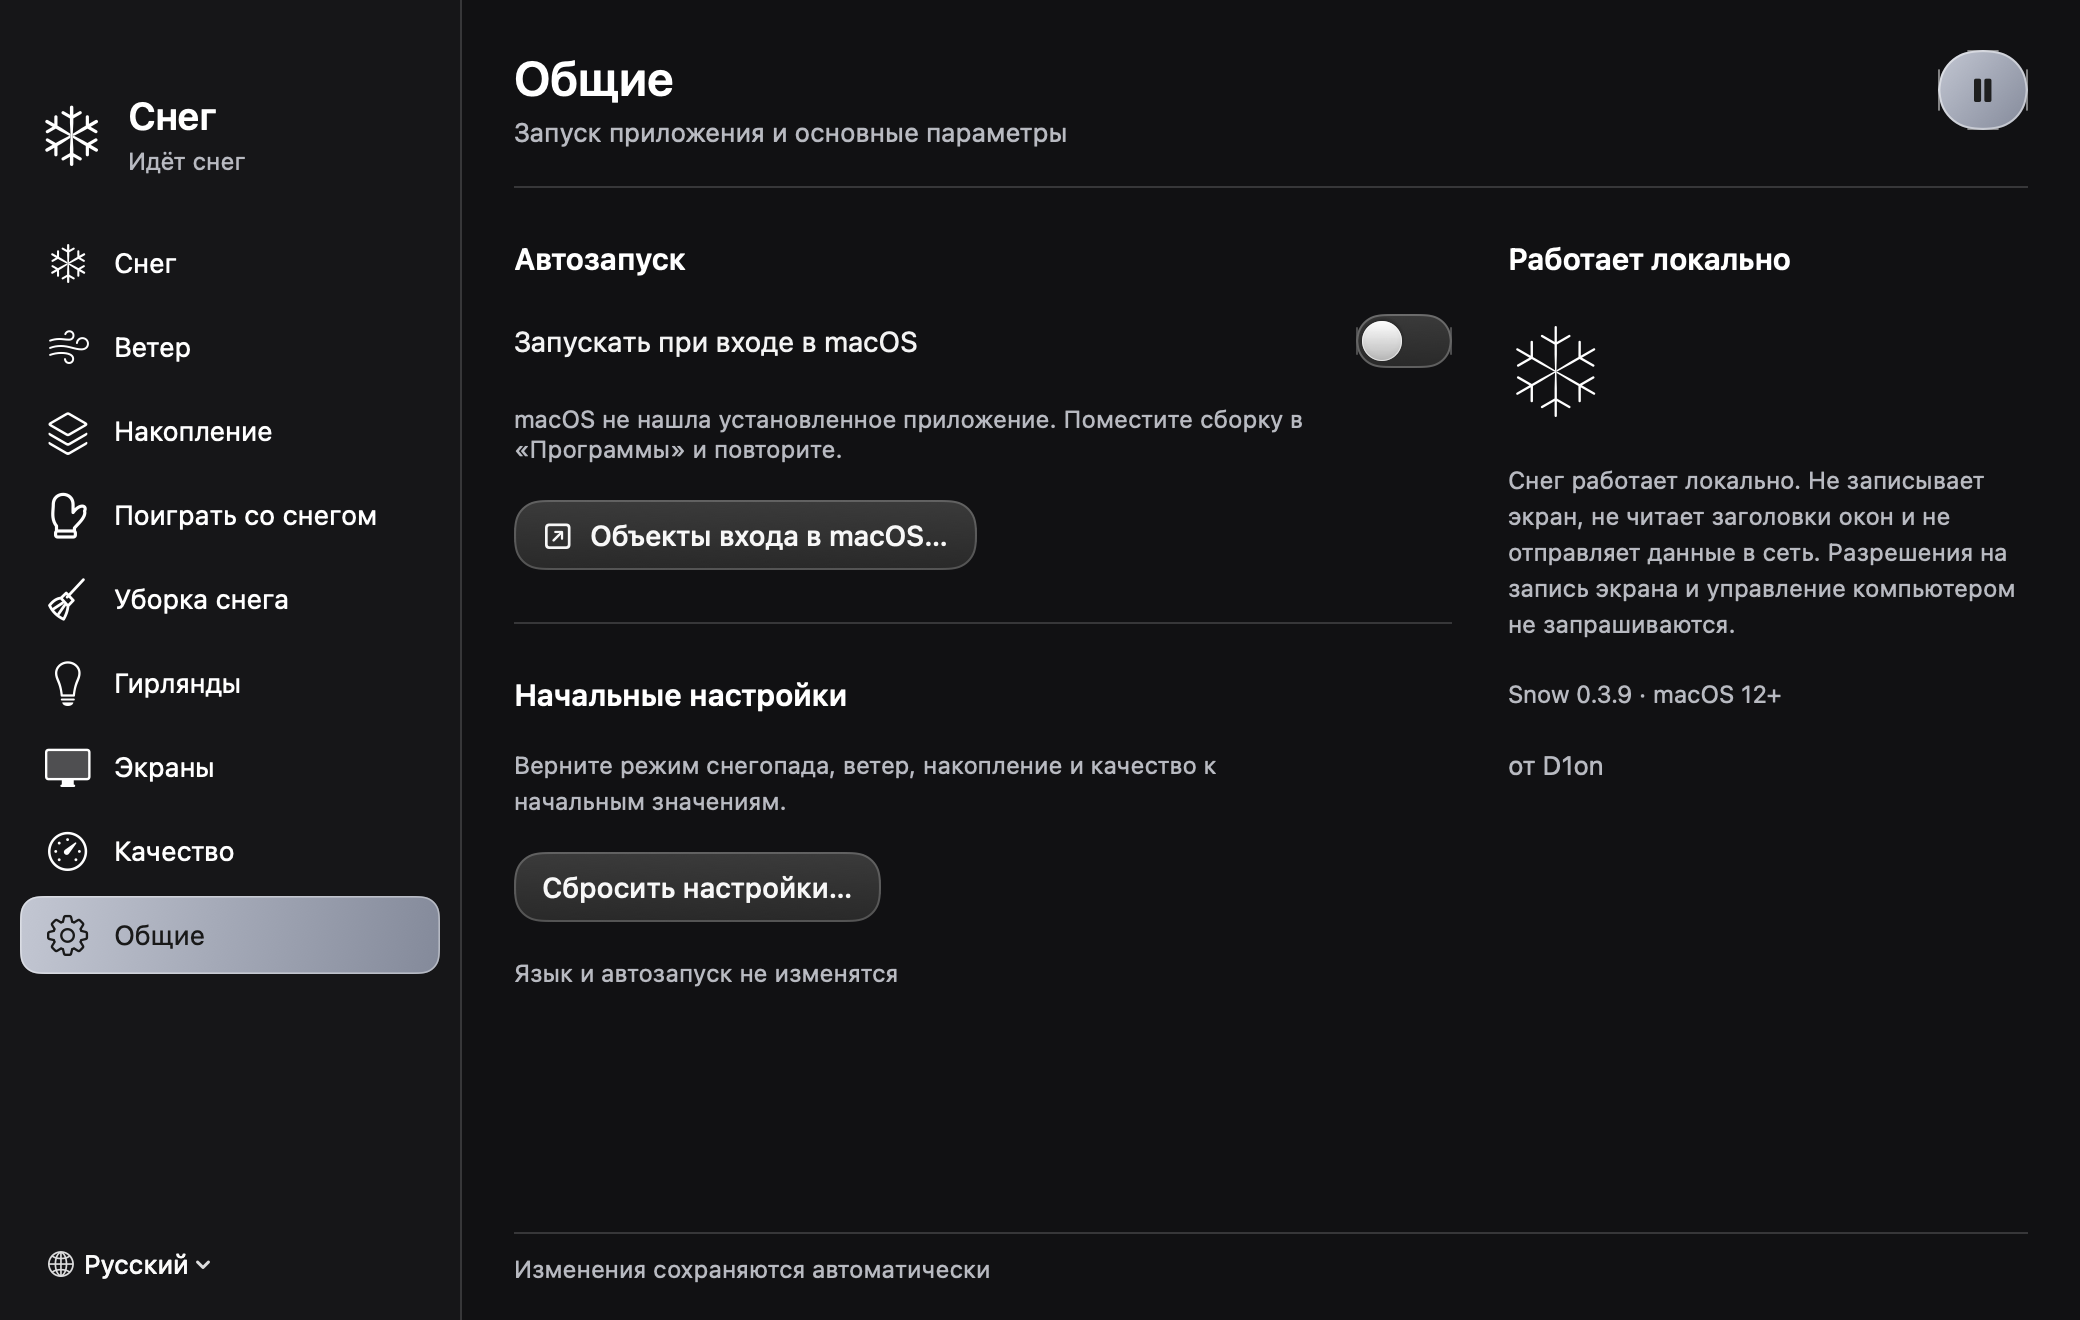 Снег
Идёт снег
Снег
Ветер
Накопление
Поиграть со снегом
Уборка снега
Гирлянды
Экраны
Качество
Общие
Русский
Общие
Запуск приложения и основные параметры
Автозапуск
Запускать при входе в macOS
macOS не нашла установленное приложение. Поместите сборку в
«Программы» и повторите.
Объекты входа в macOS...
Начальные настройки
Верните режим снегопада, ветер, накопление и качество к
начальным значениям.
Сбросить настройки...
Язык и автозапуск не изменятся
Работает локально
Снег работает локально. Не записывает
экран, не читает заголовки окон и не
отправляет данные в сеть. Разрешения на
запись экрана и управление компьютером
не запрашиваются.
Snow 0.3.9 · macOS 12+
от D1on
Изменения сохраняются автоматически